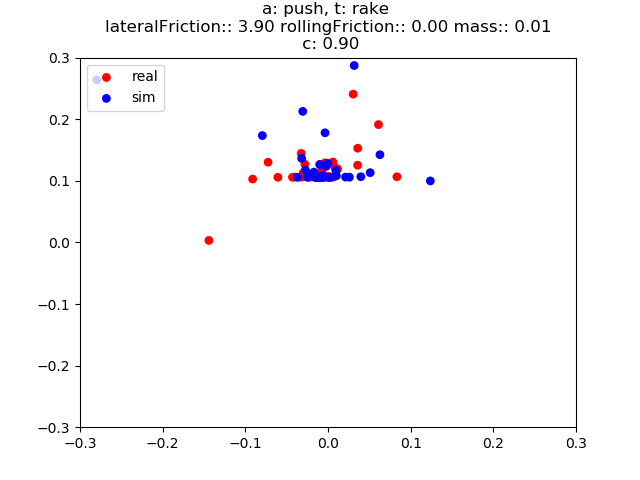 a: push, t: rake
lateralFriction:: 3.90 rollingFriction:: 0.00 mass:: 0.01
c: 0.90
real
sim
0.3
0.2
0.1
0.0
−0.1
−0.2
−0.3
−0.3
−0.2
−0.1
0.0
0.1
0.2
0.3